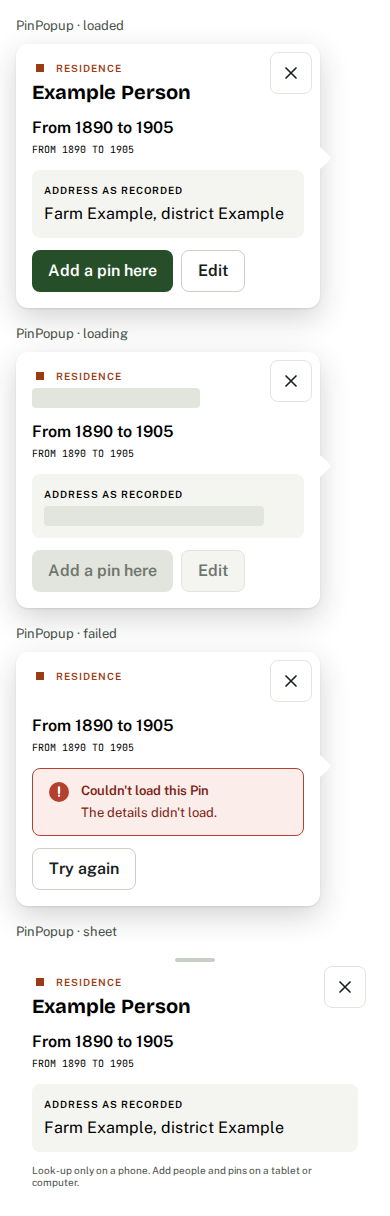 PinPopup · loaded
RESIDENCE
Example Person
From 1890 to 1905
FROM 1890 TO 1905
ADDRESS AS RECORDED
Farm Example, district Example
Add a pin here
Edit
PinPopup · loading
RESIDENCE
From 1890 to 1905
FROM 1890 TO 1905
ADDRESS AS RECORDED
Add a pin here
Edit
PinPopup · failed
RESIDENCE
From 1890 to 1905
FROM 1890 TO 1905
Couldn't load this Pin
The details didn't load.
Try again
PinPopup · sheet
RESIDENCE
Example Person
From 1890 to 1905
FROM 1890 TO 1905
ADDRESS AS RECORDED
Farm Example, district Example
Look-up only on a phone. Add people and pins on a tablet or
computer.